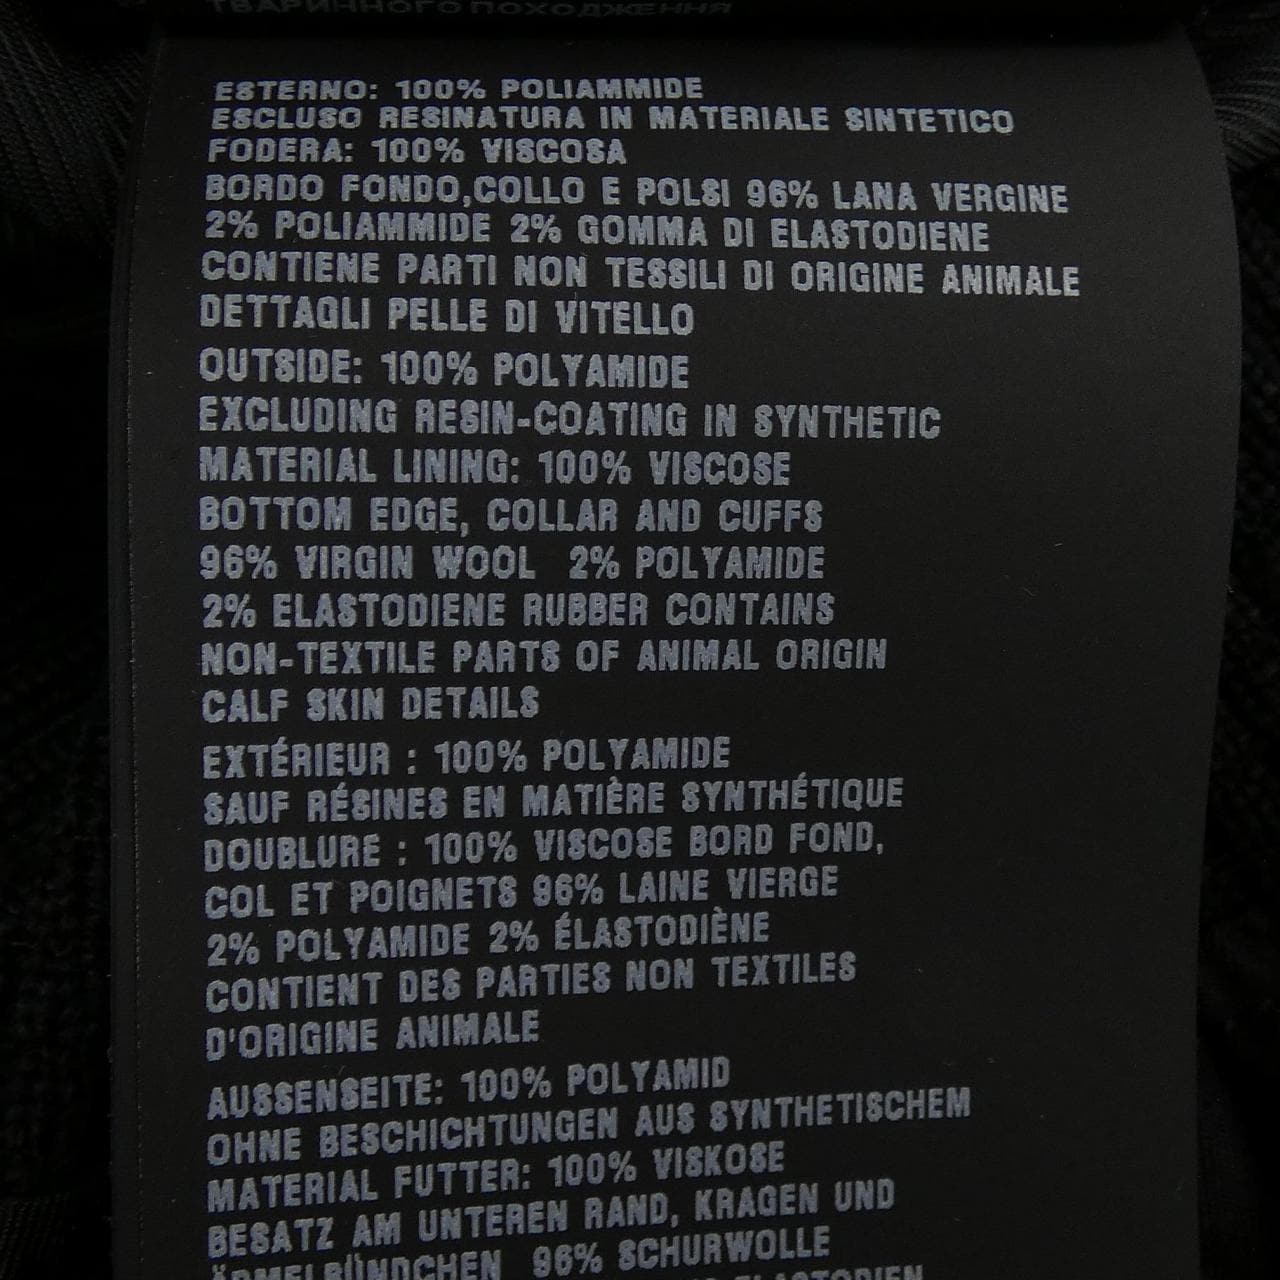 ТВАРИННОГО ПОХОДЖЕННЯ
ESTERNO: 100% POLIAMMIDE
ESCLUSO RESINATURA IN MATERIALE SINTETICO
FODERA: 100% VISCOSA
BORDO FONDO,COLLO E POLSI 96% LANA VERGINE
2% POLIAMMIDE 2% GOMMA DI ELASTODIENE
CONTIENE PARTI NON TESSILI DI ORIGINE ANIMALE
DETTAGLI PELLE DI VITELLO
OUTSIDE: 100% POLYAMIDE
EXCLUDING RESIN-COATING IN SYNTHETIC
MATERIAL LINING: 100% VISCOSE
BOTTOM EDGE, COLLAR AND CUFFS
96% VIRGIN WOOL 2% POLYAMIDE
2% ELASTODIENE RUBBER CONTAINS
NON-TEXTILE PARTS OF ANIMAL ORIGIN
CALF SKIN DETAILS
EXTÉRIEUR : 100% POLYAMIDE
SAUF RÉSINES EN MATIÈRE SYNTHÉTIQUE
DOUBLURE : 100% VISCOSE BORD FOND,
COL ET POIGNETS 96% LAINE VIERGE
2% POLYAMIDE 2% ÉLASTODIÈNE
CONTIENT DES PARTIES NON TEXTILES
D'ORIGINE ANIMALE
AUSSENSEITE: 100% POLYAMID
OHNE BESCHICHTUNGEN AUS SYNTHETISCHEM
MATERIAL FUTTER: 100% VISKOSE
BESATZ AM UNTEREN RAND, KRAGEN UND
ÄRMELBÜNDCHEN 96% SCHURWOLLE
ELASTODIEN